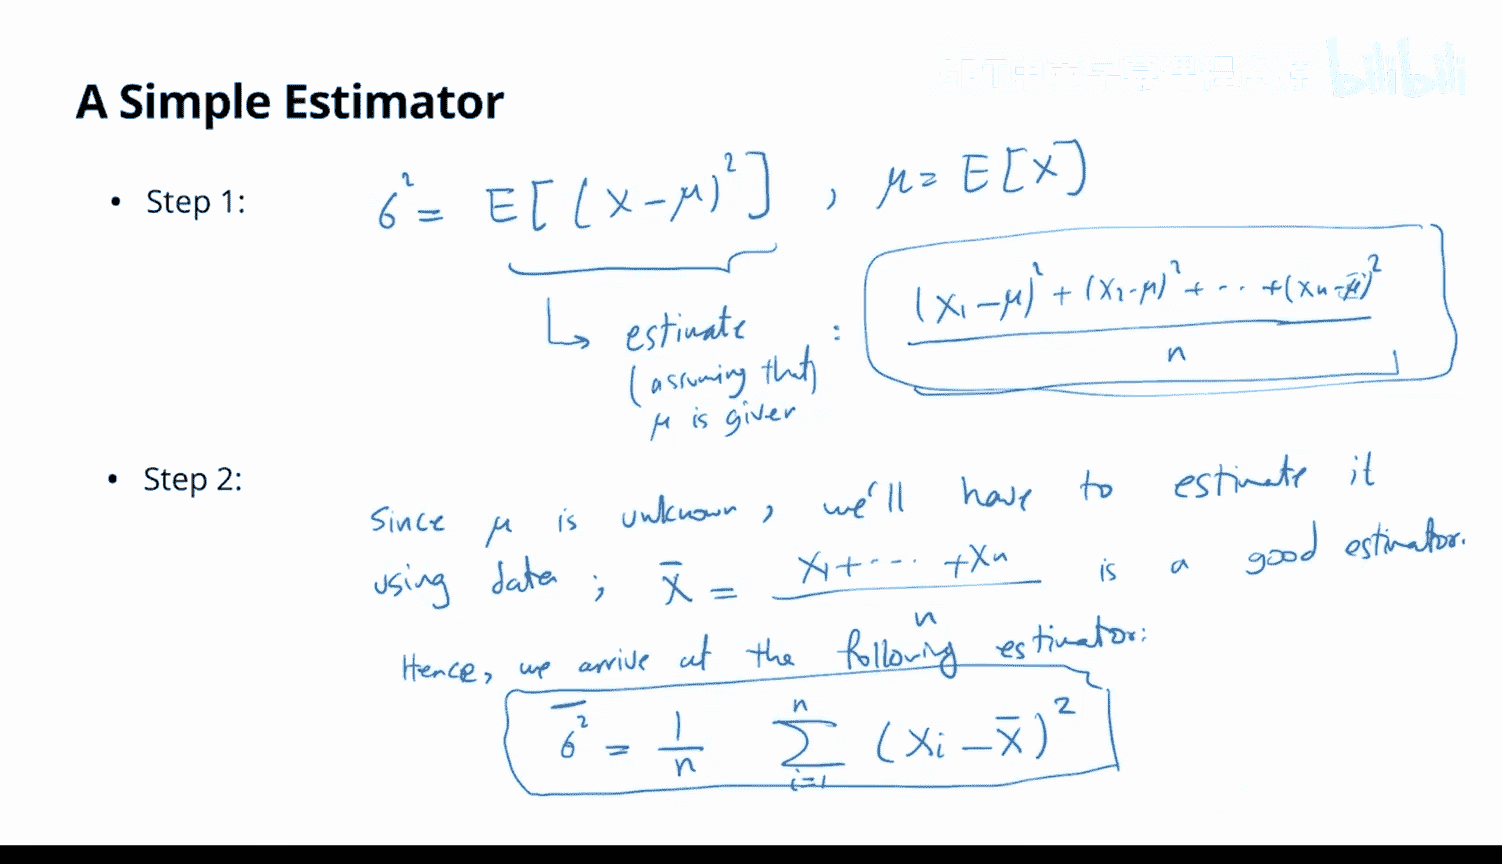 bilibili
A Simple Estimator
• Step 1: σ² = E[(X-μ)²] , μ = E[X]
↳ estimate : (X₁-μ)² + (X₂-μ)² + ... + (Xn-μ)²
n
(assuming that)
μ is given
• Step 2:
Since μ is unknown, we'll have to estimate it
using data; X̄ = X₁+ ... +Xn is a good estimator.
n
Hence, we arrive at the following estimator:
σ̄² = 1/n ∑ i=1 n (Xi - X̄)²